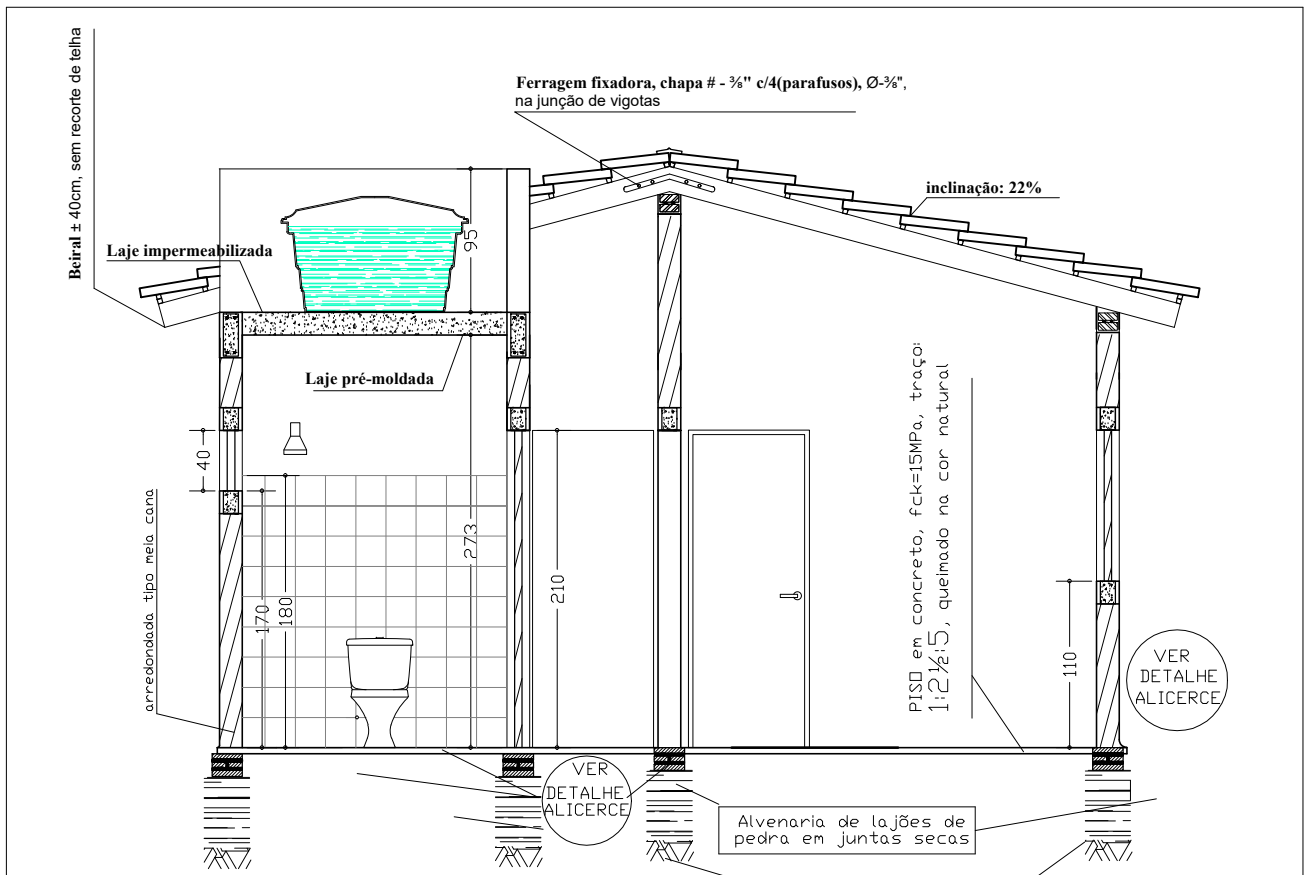 Beiral ± 40cm, sem recorte de telha
Ferragem fixadora, chapa # - ⅜" c/4(parafusos), Ø-⅜",
na junção de vigotas
inclinação: 22%
Laje impermeabilizada
95
Laje pré-moldada
40
arredondada tipo meia cana
170
180
273
210
PISO em concreto, fck=15MPa, traço:
1:2½:5, queimado na cor natural
110
VER
DETALHE
ALICERCE
VER
DETALHE
ALICERCE
Alvenaria de lajões de
pedra em juntas secas